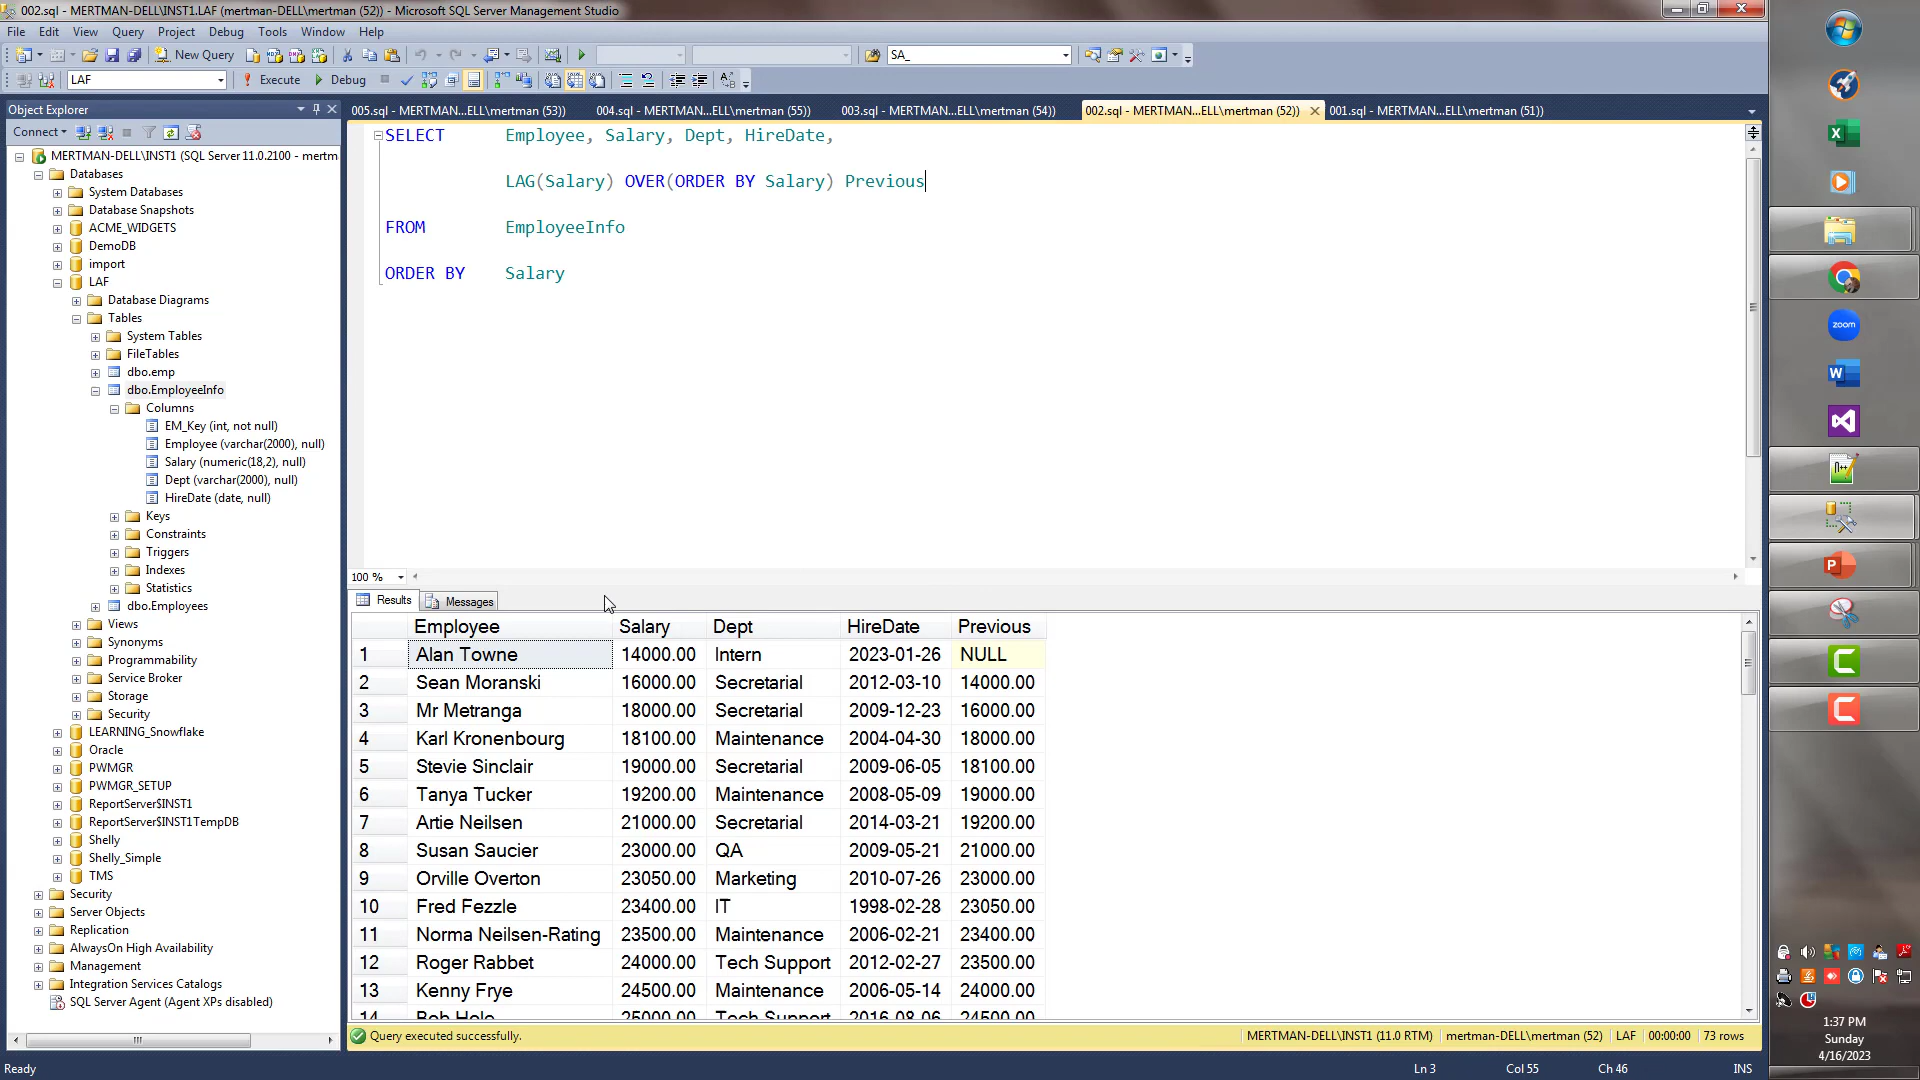 002.sql - MERTMAN-DELL\INST1.LAF (mertman-DELL\mertman (52)) - Microsoft SQL Server Management Studio
File Edit View Query Project Debug Tools Window Help
New Query SA_
LAF Execute Debug
Object Explorer
Connect
MERTMAN-DELL\INST1 (SQL Server 11.0.2100 - mertm
Databases
System Databases
Database Snapshots
ACME_WIDGETS
DemoDB
import
LAF
Database Diagrams
Tables
System Tables
FileTables
dbo.emp
dbo.EmployeeInfo
Columns
EM_Key (int, not null)
Employee (varchar(2000), null)
Salary (numeric(18,2), null)
Dept (varchar(2000), null)
HireDate (date, null)
Keys
Constraints
Triggers
Indexes
Statistics
dbo.Employees
Views
Synonyms
Programmability
Service Broker
Storage
Security
LEARNING_Snowflake
Oracle
PWMGR
PWMGR_SETUP
ReportServer$INST1
ReportServer$INST1TempDB
Shelly
Shelly_Simple
TMS
Security
Server Objects
Replication
AlwaysOn High Availability
Management
Integration Services Catalogs
SQL Server Agent (Agent XPs disabled)
005.sql - MERTMAN...ELL\mertman (53)) 004.sql - MERTMAN...ELL\mertman (55)) 003.sql - MERTMAN...ELL\mertman (54)) 002.sql - MERTMAN...ELL\mertman (52)) 001.sql - MERTMAN...ELL\mertman (51))
SELECT Employee, Salary, Dept, HireDate,
LAG(Salary) OVER(ORDER BY Salary) Previous
FROM EmployeeInfo
ORDER BY Salary
100 %
Results Messages
Employee Salary Dept HireDate Previous
1 Alan Towne 14000.00 Intern 2023-01-26 NULL
2 Sean Moranski 16000.00 Secretarial 2012-03-10 14000.00
3 Mr Metranga 18000.00 Secretarial 2009-12-23 16000.00
4 Karl Kronenbourg 18100.00 Maintenance 2004-04-30 18000.00
5 Stevie Sinclair 19000.00 Secretarial 2009-06-05 18100.00
6 Tanya Tucker 19200.00 Maintenance 2008-05-09 19000.00
7 Artie Neilsen 21000.00 Secretarial 2014-03-21 19200.00
8 Susan Saucier 23000.00 QA 2009-05-21 21000.00
9 Orville Overton 23050.00 Marketing 2010-07-26 23000.00
10 Fred Fezzle 23400.00 IT 1998-02-28 23050.00
11 Norma Neilsen-Rating 23500.00 Maintenance 2006-02-21 23400.00
12 Roger Rabbet 24000.00 Tech Support 2012-02-27 23500.00
13 Kenny Frye 24500.00 Maintenance 2006-05-14 24000.00
14 Bob Hole 25000.00 Tech Support 2016-08-06 24500.00
Query executed successfully. MERTMAN-DELL\INST1 (11.0 RTM) mertman-DELL\mertman (52) LAF 00:00:00 73 rows
Ready Ln 3 Col 55 Ch 46 INS
zoom
1:37 PM
Sunday
4/16/2023